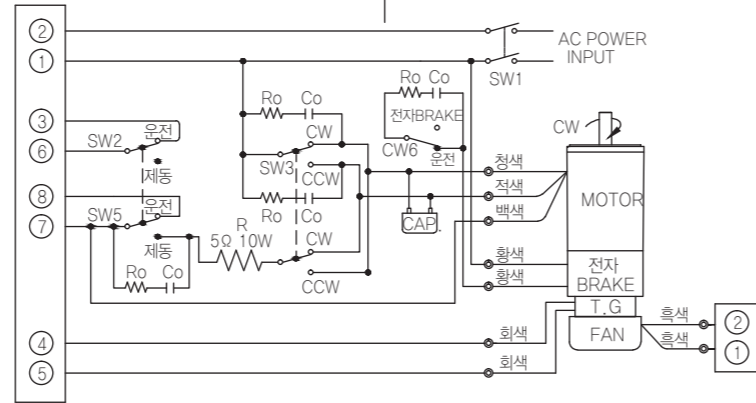 ②
①
③
⑥
⑧
⑦
④
⑤
AC POWER
INPUT
SW1
Ro Co
전자BRAKE
CW6
운전
Ro Co
CW
SW3
CCW
Ro Co
SW2
운전
제동
SW5
운전
제동
Ro Co
R
5Ω 10W
CW
CCW
CAP.
청색
적색
백색
황색
황색
회색
회색
CW
MOTOR
전자
BRAKE
T.G
FAN
흑색
흑색
②
①